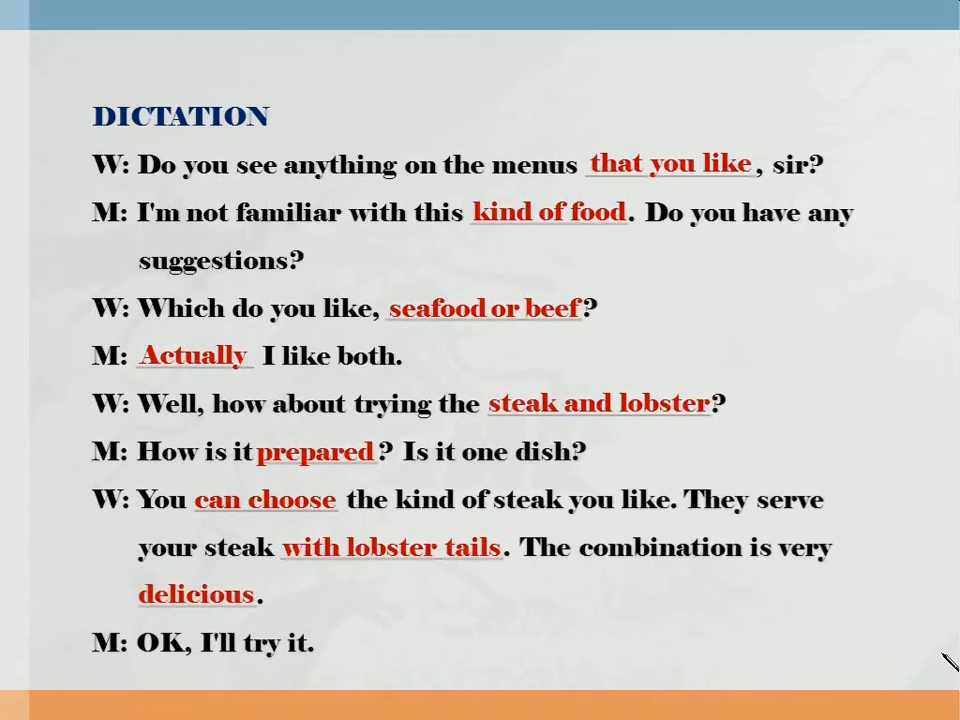 DICTATION
W: Do you see anything on the menus that you like, sir?
M: I'm not familiar with this kind of food. Do you have any
suggestions?
W: Which do you like, seafood or beef?
M: Actually I like both.
W: Well, how about trying the steak and lobster?
M: How is it prepared? Is it one dish?
W: You can choose the kind of steak you like. They serve
your steak with lobster tails. The combination is very
delicious.
M: OK, I'll try it.